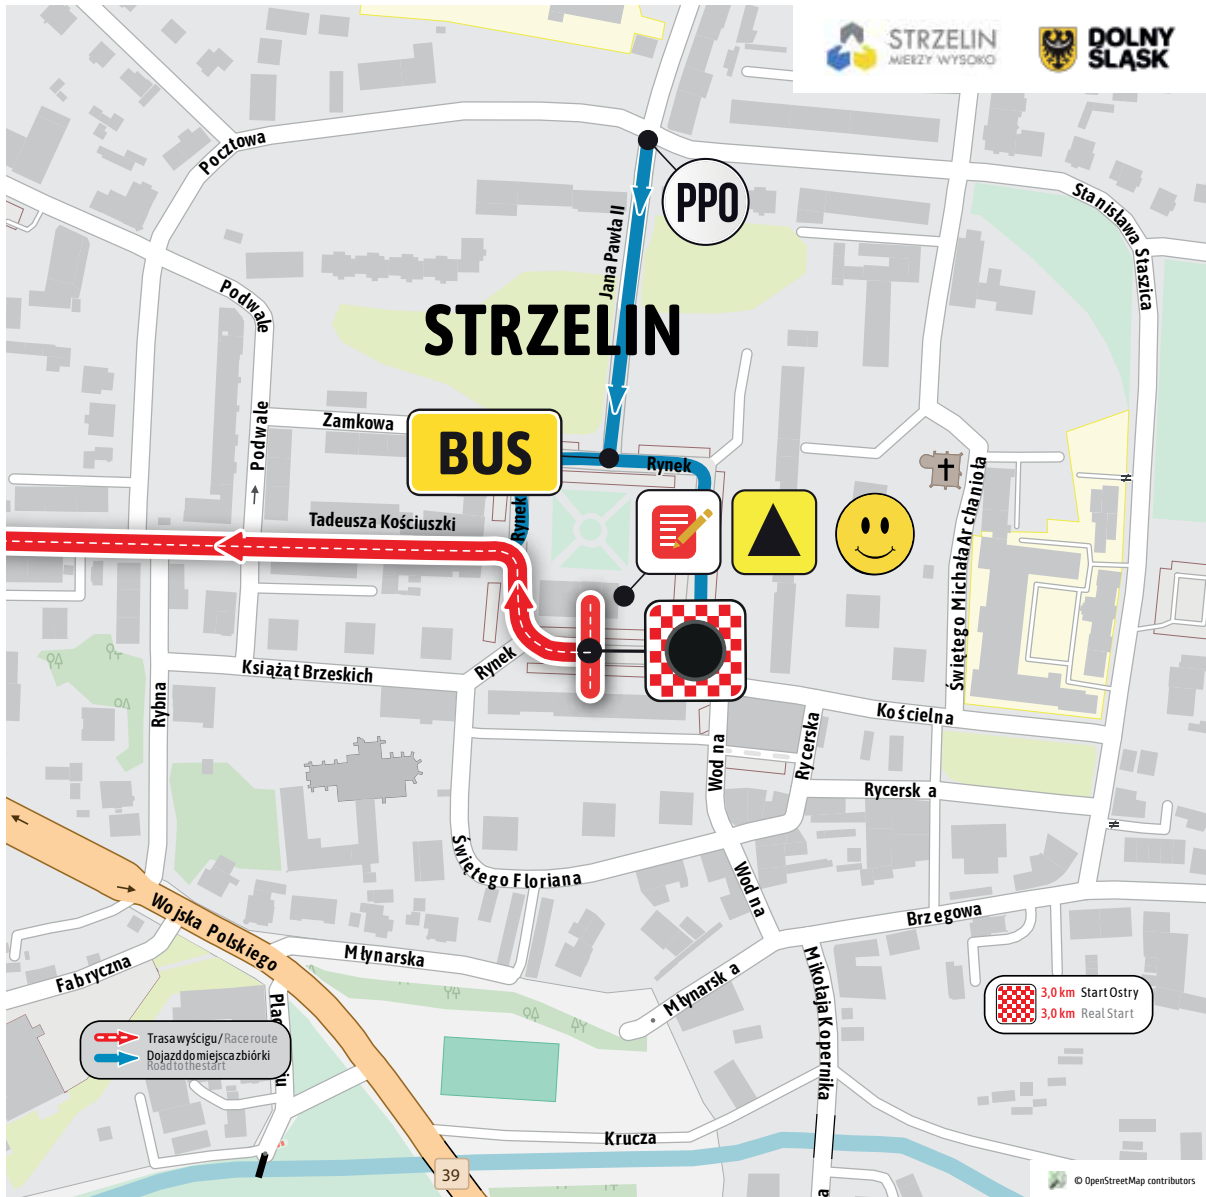 STRZELIN
MIERZY WYSOKO
DOLNY
ŚLĄSK
Pocztowa
PPO
Stanisława Staszica
Jana Pawła II
Podwale
STRZELIN
Podwale
Zamkowa
BUS
Rynek
Rynek
Tadeusza Kościuszki
Świętego Michała Archanioła
Rynek
Książąt Brzeskich
Rybna
Kościelna
Wodna
Rycerska
Rycerska
Świętego Floriana
Wodna
Brzegowa
Wojska Polskiego
Młynarska
Fabryczna
Młynarska
Mikołaja Kopernika
3,0 km Start Ostry
3,0 km Real Start
Trasa wyścigu / Race route
Dojazd do miejsca zbiórki
Road to the start
Krucza
39
© OpenStreetMap contributors